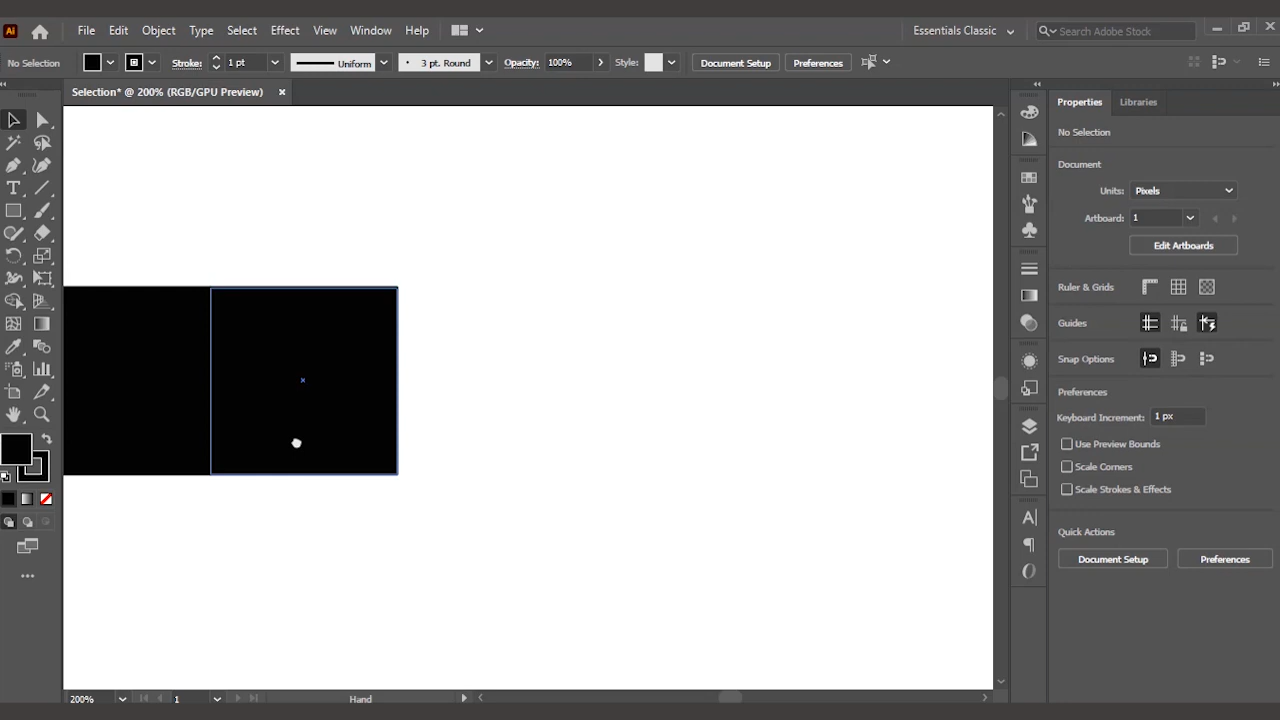 Ai File Edit Object Type Select Effect View Window Help Essentials Classic Search Adobe Stock
No Selection Stroke: 1 pt Uniform 3 pt. Round Opacity: 100% Style: Document Setup Preferences
Selection* @ 200% (RGB/GPU Preview)
Properties Libraries
No Selection
Document
Units: Pixels
Artboard: 1
Edit Artboards
Ruler & Grids
Guides
Snap Options
Preferences
Keyboard Increment: 1 px
Use Preview Bounds
Scale Corners
Scale Strokes & Effects
Quick Actions
Document Setup Preferences
200% 1 Hand